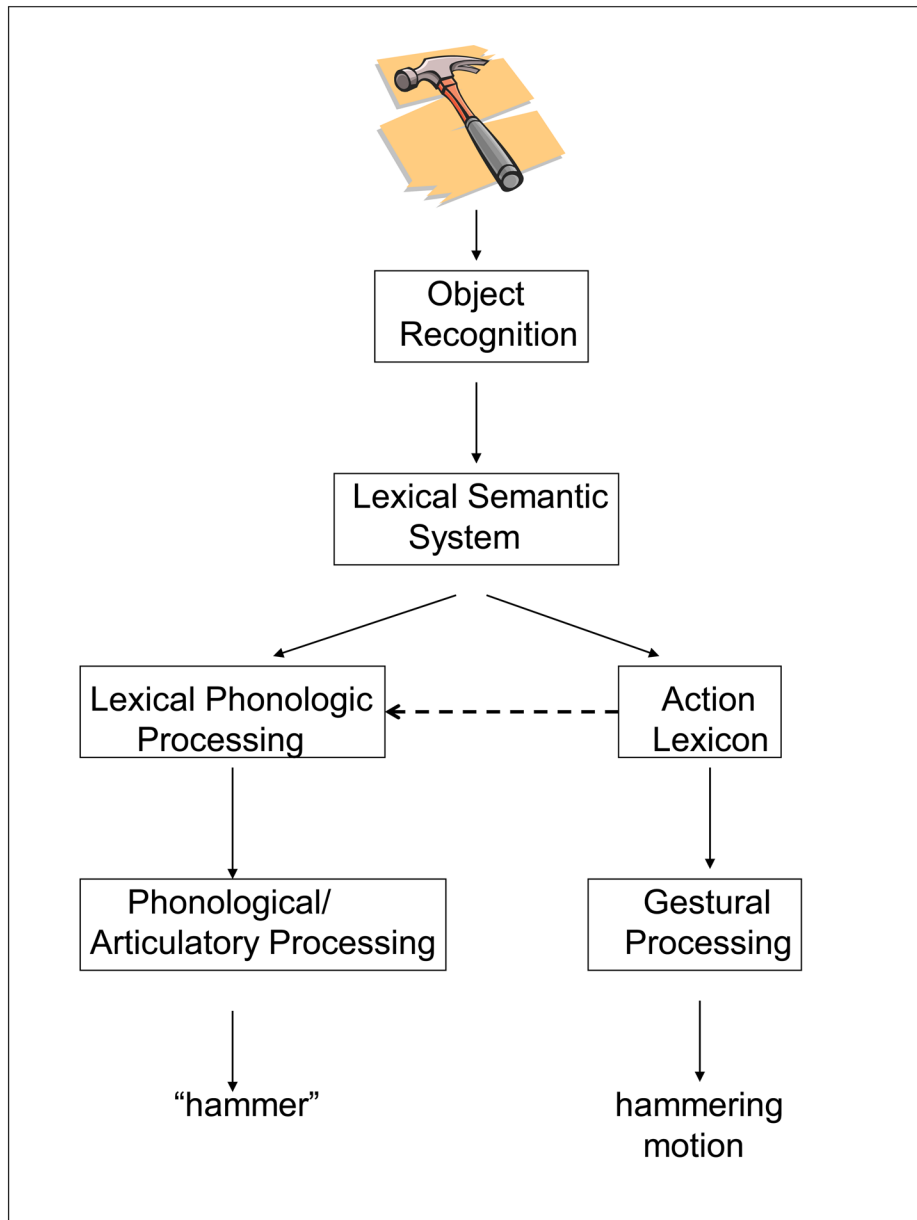 Object
Recognition
Lexical Semantic
System
Lexical Phonologic
Processing
Action
Lexicon
Phonological/
Articulatory Processing
Gestural
Processing
“hammer”
hammering
motion